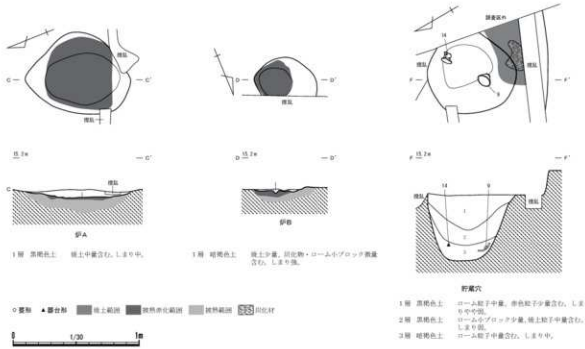 調査区外
14
9
撹乱
撹乱
撹乱
撹乱
撹乱
C
C'
D
D'
F
F'
C 15.2m C'
D 15.2m D'
F 15.2m F'
撹乱
14
9
撹乱
撹乱
1
2
3
炉A
炉B
貯蔵穴
1層 黒褐色土 焼土中量含む。しまり中。
1層 暗褐色土 焼土少量、炭化物・ローム小ブロック微量
含む。しまり強。
1層 黒褐色土 ローム粒子中量、赤色粒子少量含む。しま
りやや弱。
2層 黒褐色土 ローム小ブロック少量、焼土粒子中量含む。
しまり弱。
3層 暗褐色土 ローム粒子中量含む。しまり中。
○甕形 ▲器台形 焼土範囲 被熱赤化範囲 被熱範囲 炭化材
0 1/30 1m